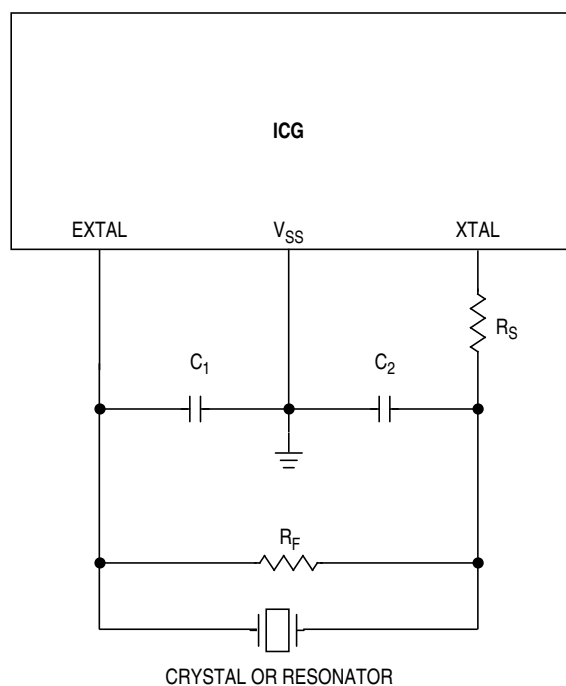 ICG
EXTAL
VSS
XTAL
RS
C1
C2
RF
CRYSTAL OR RESONATOR